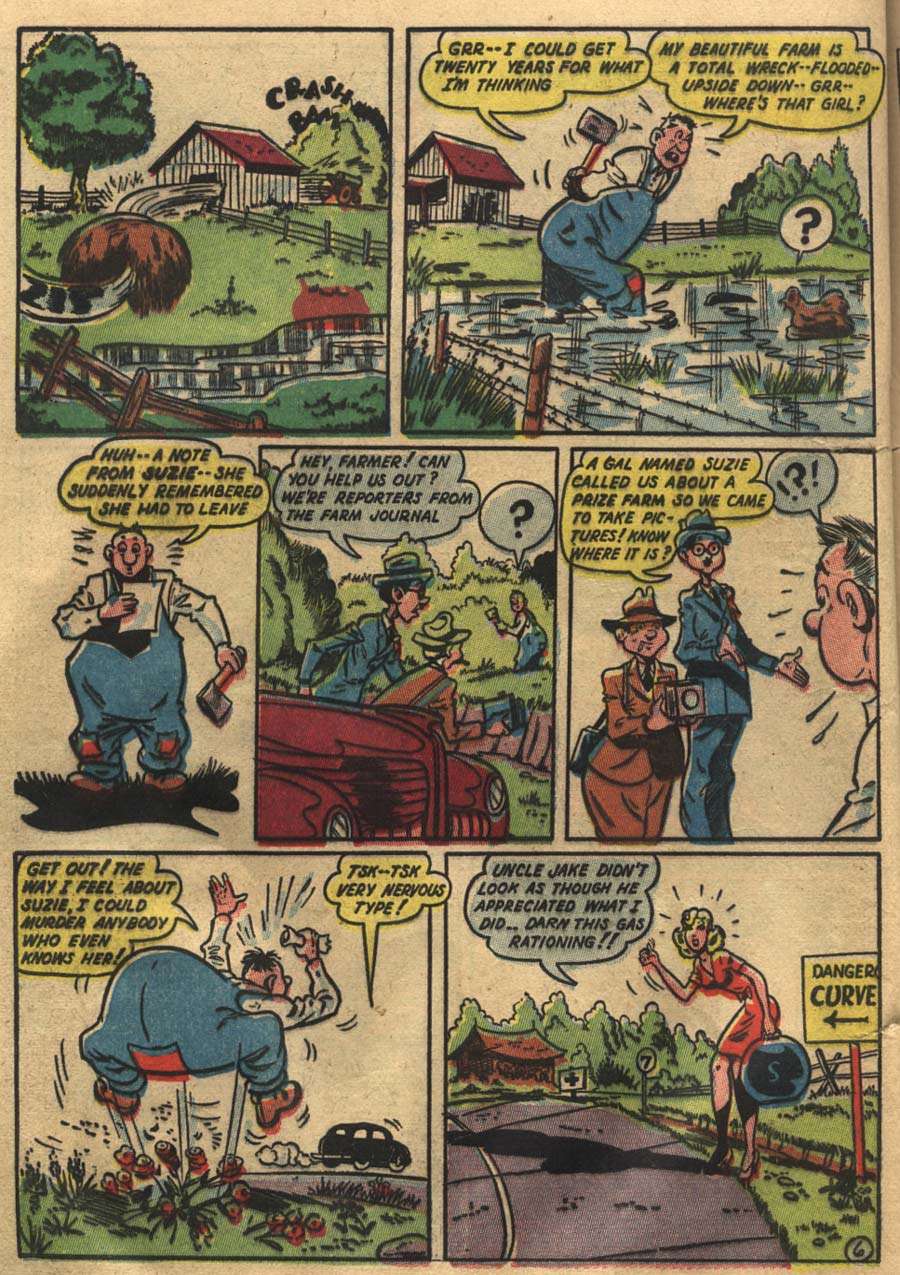 CRASH
BAM
GRR--I COULD GET
TWENTY YEARS FOR WHAT
I'M THINKING
MY BEAUTIFUL FARM IS
A TOTAL WRECK--FLOODED--
UPSIDE DOWN--GRR--
WHERE'S THAT GIRL?
?
HUH--A NOTE
FROM SUZIE--SHE
SUDDENLY REMEMBERED
SHE HAD TO LEAVE
HEY, FARMER! CAN
YOU HELP US OUT?
WE'RE REPORTERS FROM
THE FARM JOURNAL
?
A GAL NAMED SUZIE
CALLED US ABOUT A
PRIZE FARM SO WE CAME
TO TAKE PIC-
TURES! KNOW
WHERE IT IS?
!?!
GET OUT! THE
WAY I FEEL ABOUT
SUZIE, I COULD
MURDER ANYBODY
WHO EVEN
KNOWS HER!
TSK--TSK
VERY NERVOUS
TYPE!
UNCLE JAKE DIDN'T
LOOK AS THOUGH HE
APPRECIATED WHAT I
DID... DARN THIS GAS
RATIONING!!
DANGER
CURVE
7
S
6